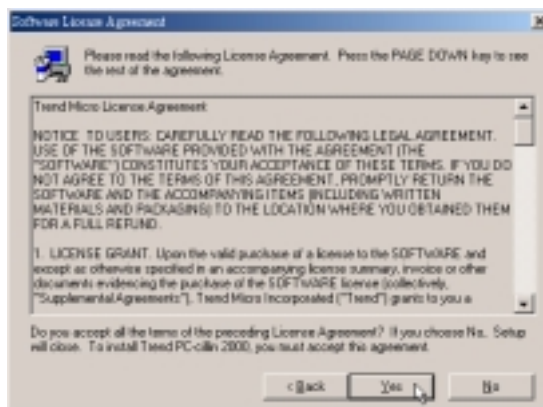 Software License Agreement
Please read the following License Agreement. Press the PAGE DOWN key to see
the rest of the agreement.
Trend Micro License Agreement
NOTICE TO USERS: CAREFULLY READ THE FOLLOWING LEGAL AGREEMENT.
USE OF THE SOFTWARE PROVIDED WITH THE AGREEMENT (THE
"SOFTWARE") CONSTITUTES YOUR ACCEPTANCE OF THESE TERMS. IF YOU DO
NOT AGREE TO THE TERMS OF THIS AGREEMENT, PROMPTLY RETURN THE
SOFTWARE AND THE ACCOMPANYING ITEMS (INCLUDING WRITTEN
MATERIALS AND PACKAGING) TO THE LOCATION WHERE YOU OBTAINED THEM
FOR A FULL REFUND.
1. LICENSE GRANT. Upon the valid purchase of a license to the SOFTWARE and
except as otherwise specified in an accompanying license summary, invoice or other
documents evidencing the purchase of the SOFTWARE license (collectively,
"Supplemental Agreements"), Trend Micro Incorporated ("Trend") grants to you a
Do you accept all the terms of the preceding License Agreement? If you choose No, Setup
will close. To install Trend PC-cillin 2000, you must accept this agreement.
< Back
Yes
No